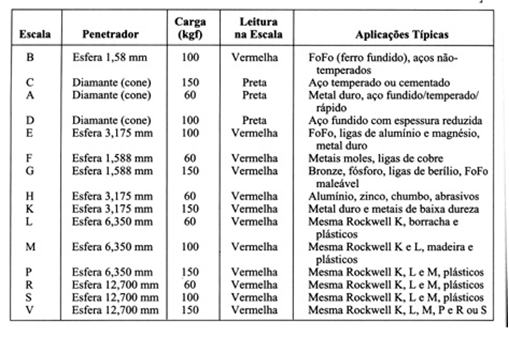 Escala Penetrador Carga (kgf) Leitura na Escala Aplicações Típicas
B Esfera 1,58 mm 100 Vermelha FoFo (ferro fundido), aços não-
temperados
C Diamante (cone) 150 Preta Aço temperado ou cementado
A Diamante (cone) 60 Preta Metal duro, aço fundido/temperado/
rápido
D Diamante (cone) 100 Preta Aço fundido com espessura reduzida
E Esfera 3,175 mm 100 Vermelha FoFo, ligas de alumínio e magnésio,
metal duro
F Esfera 1,588 mm 60 Vermelha Metais moles, ligas de cobre
G Esfera 1,588 mm 150 Vermelha Bronze, fósforo, ligas de berílio, FoFo
maleável
H Esfera 3,175 mm 60 Vermelha Alumínio, zinco, chumbo, abrasivos
K Esfera 3,175 mm 150 Vermelha Metal duro e metais de baixa dureza
L Esfera 6,350 mm 60 Vermelha Mesma Rockwell K, borracha e
plásticos
M Esfera 6,350 mm 100 Vermelha Mesma Rockwell K e L, madeira e
plásticos
P Esfera 6,350 mm 150 Vermelha Mesma Rockwell K, L e M, plásticos
R Esfera 12,700 mm 60 Vermelha Mesma Rockwell K, L e M, plásticos
S Esfera 12,700 mm 100 Vermelha Mesma Rockwell K, L e M, plásticos
V Esfera 12,700 mm 150 Vermelha Mesma Rockwell K, L, M, P e R ou S